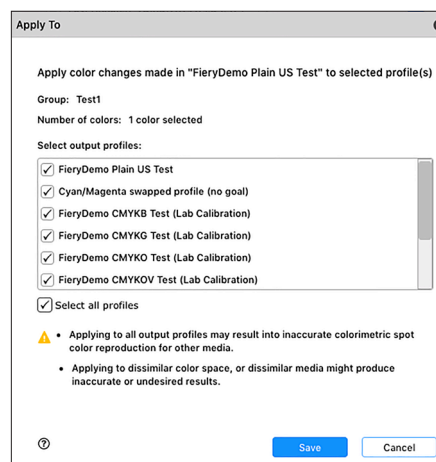 Apply To
Apply color changes made in "FieryDemo Plain US Test" to selected profile(s)
Group: Test1
Number of colors: 1 color selected
Select output profiles:
FieryDemo Plain US Test
Cyan/Magenta swapped profile (no goal)
FieryDemo CMYKB Test (Lab Calibration)
FieryDemo CMYKG Test (Lab Calibration)
FieryDemo CMYKO Test (Lab Calibration)
FieryDemo CMYKOV Test (Lab Calibration)
Select all profiles
• Applying to all output profiles may result into inaccurate colorimetric spot
color reproduction for other media.
• Applying to dissimilar color space, or dissimilar media might produce
inaccurate or undesired results.
Save Cancel